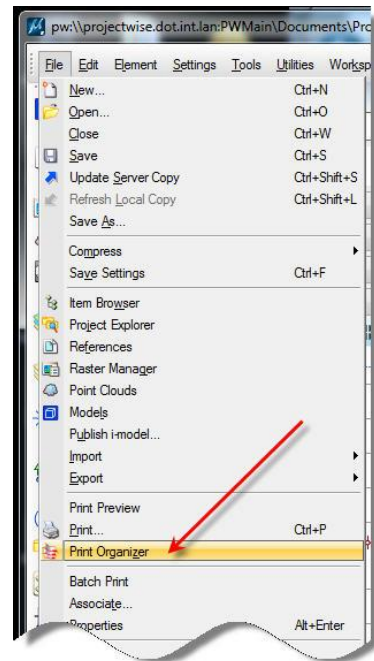 pw:\\projectwise.dot.int.lan:PWMain\Documents\Pro
File Edit Element Settings Tools Utilities Worksp
New... Ctrl+N
Open... Ctrl+O
Close Ctrl+W
Save Ctrl+S
Update Server Copy Ctrl+Shift+S
Refresh Local Copy Ctrl+Shift+L
Save As...
Compress
Save Settings Ctrl+F
Item Browser
Project Explorer
References
Raster Manager
Point Clouds
Models
Publish i-model...
Import
Export
Print Preview
Print... Ctrl+P
Print Organizer
Batch Print
Associate...
Properties Alt+Enter